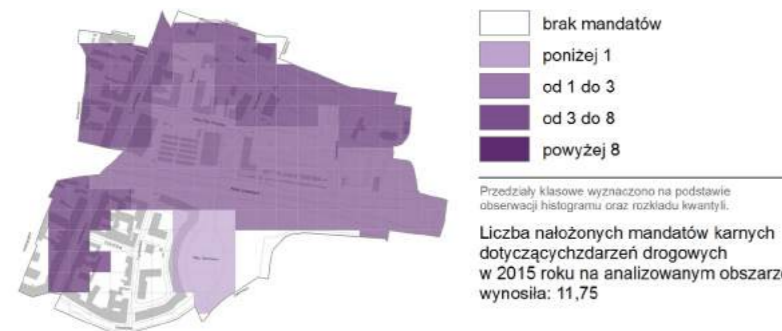 brak mandatów
poniżej 1
od 1 do 3
od 3 do 8
powyżej 8
Przedziały klasowe wyznaczono na podstawie
obserwacji histogramu oraz rozkładu kwantyli.
Liczba nałożonych mandatów karnych
dotyczącychzdarzeń drogowych
w 2015 roku na analizowanym obszarze
wynosiła: 11,75